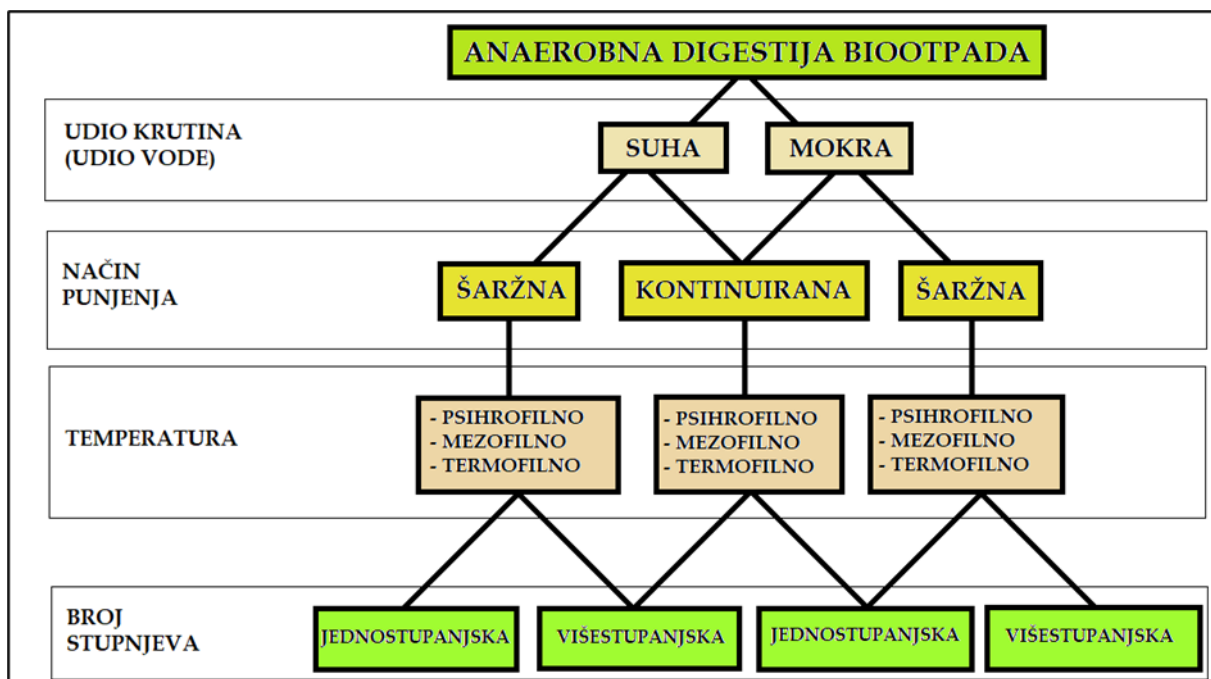 ANAEROBNA DIGESTIJA BIOOTPADA
UDIO KRUTINA
(UDIO VODE)
SUHA
MOKRA
NAČIN
PUNJENJA
ŠARŽNA
KONTINUIRANA
ŠARŽNA
TEMPERATURA
- PSIHROFILNO
- MEZOFILNO
- TERMOFILNO
- PSIHROFILNO
- MEZOFILNO
- TERMOFILNO
- PSIHROFILNO
- MEZOFILNO
- TERMOFILNO
BROJ
STUPNJEVA
JEDNOSTUPANJSKA
VIŠESTUPANJSKA
JEDNOSTUPANJSKA
VIŠESTUPANJSKA